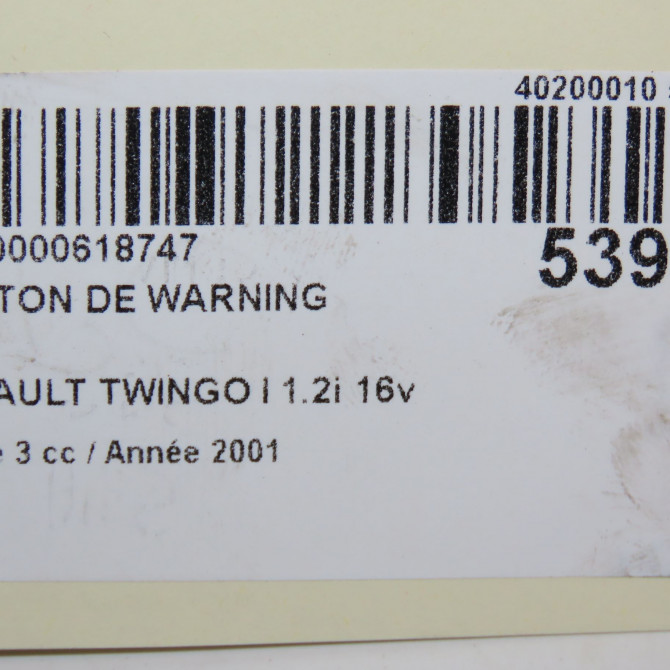 40200010
0000618747
539
TON DE WARNING
AULT TWINGO I 1.2i 16v
3 cc / Année 2001